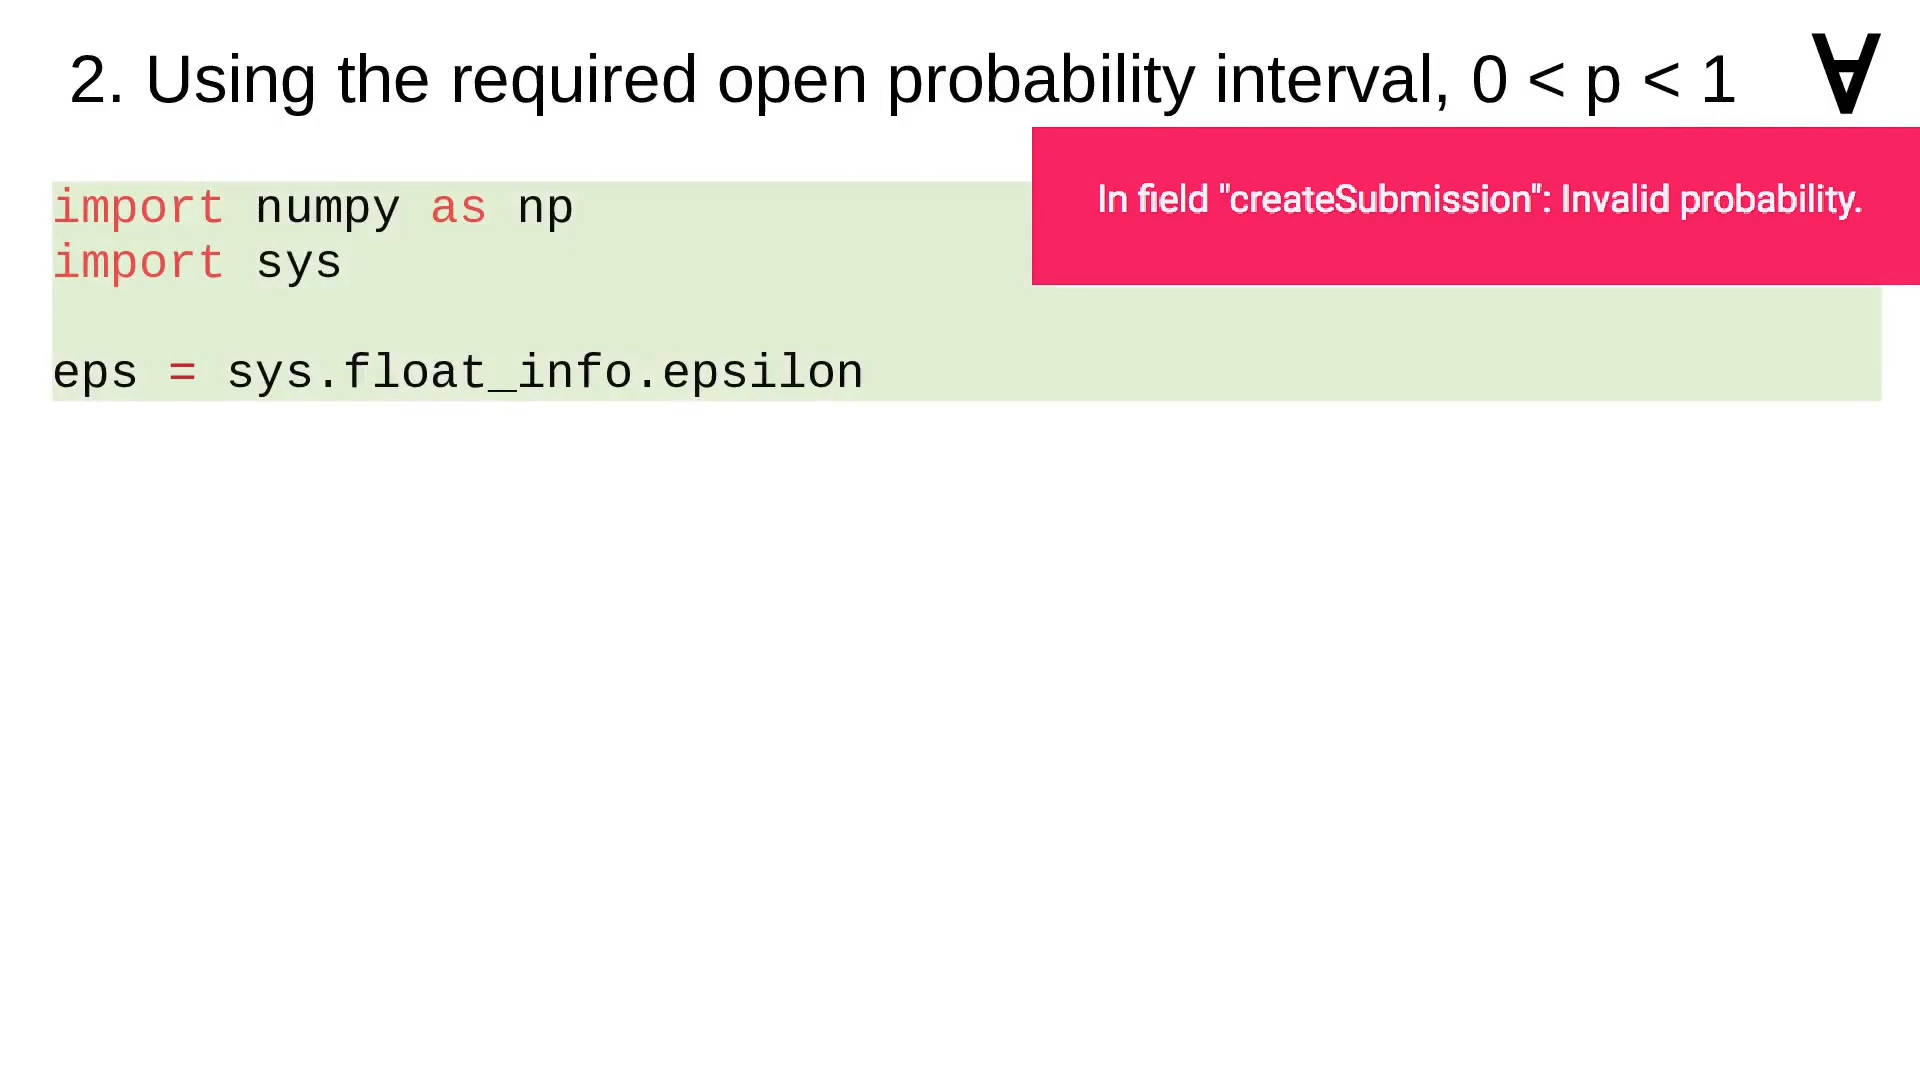 2. Using the required open probability interval, 0 < p < 1 ∀
In field "createSubmission": Invalid probability.
import numpy as np
import sys
eps = sys.float_info.epsilon